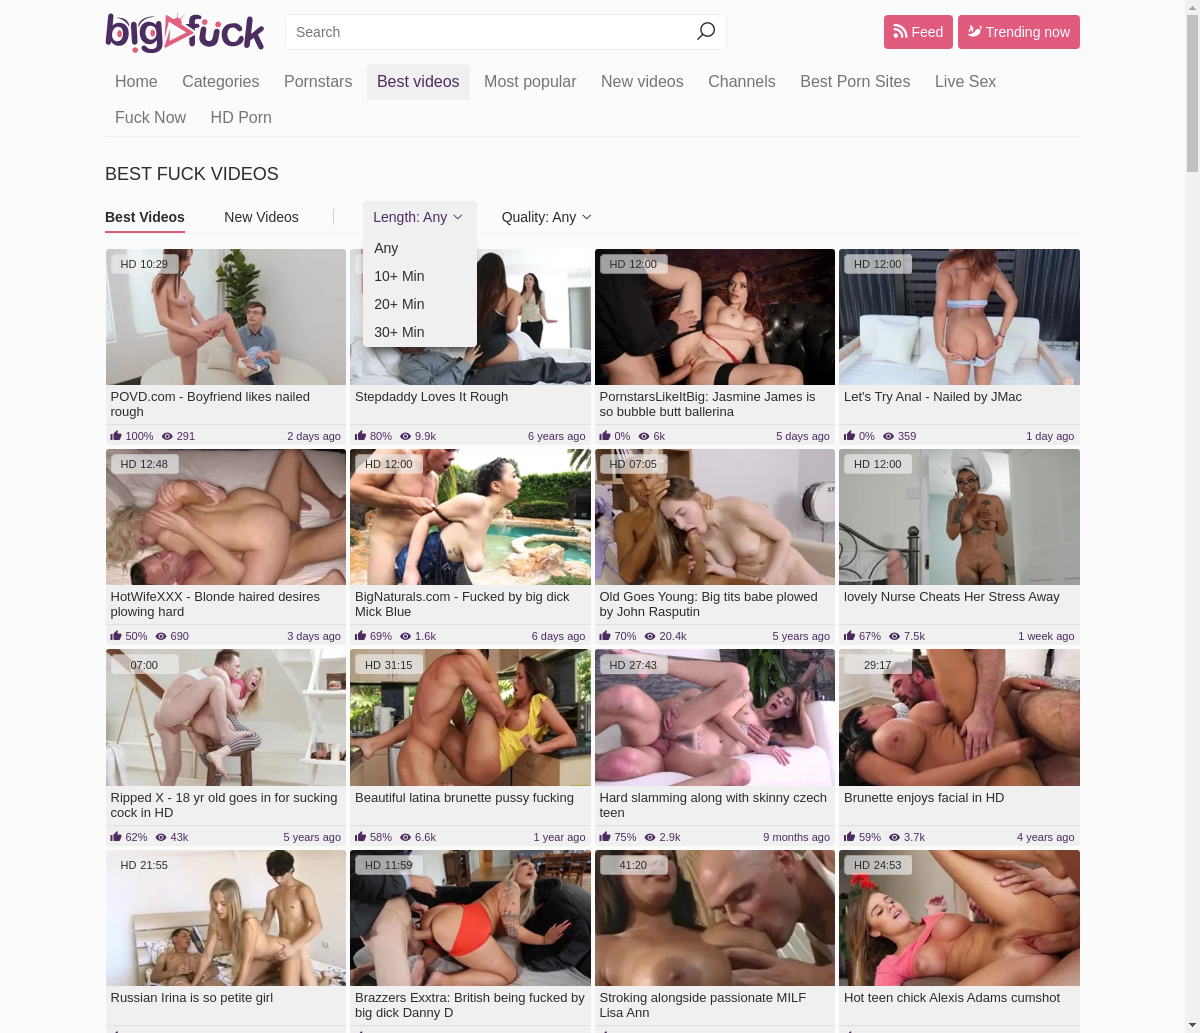 bigfuck
Search
Feed
Trending now
Home
Categories
Pornstars
Best videos
Most popular
New videos
Channels
Best Porn Sites
Live Sex
Fuck Now
HD Porn
BEST FUCK VIDEOS
Best Videos
New Videos
Length: Any
Quality: Any
Any
10+ Min
20+ Min
30+ Min
HD 10:29
HD 12:00
HD 12:00
POVD.com - Boyfriend likes nailed
rough
100% 291 2 days ago
Stepdaddy Loves It Rough
80% 9.9k 6 years ago
PornstarsLikeItBig: Jasmine James is
so bubble butt ballerina
0% 6k 5 days ago
Let's Try Anal - Nailed by JMac
0% 359 1 day ago
HD 12:48
HD 12:00
HD 07:05
HD 12:00
HotWifeXXX - Blonde haired desires
plowing hard
50% 690 3 days ago
BigNaturals.com - Fucked by big dick
Mick Blue
69% 1.6k 6 days ago
Old Goes Young: Big tits babe plowed
by John Rasputin
70% 20.4k 5 years ago
lovely Nurse Cheats Her Stress Away
67% 7.5k 1 week ago
07:00
HD 31:15
HD 27:43
29:17
Ripped X - 18 yr old goes in for sucking
cock in HD
62% 43k 5 years ago
Beautiful latina brunette pussy fucking
58% 6.6k 1 year ago
Hard slamming along with skinny czech
teen
75% 2.9k 9 months ago
Brunette enjoys facial in HD
59% 3.7k 4 years ago
HD 21:55
HD 11:59
41:20
HD 24:53
Russian Irina is so petite girl
Brazzers Exxtra: British being fucked by
big dick Danny D
Stroking alongside passionate MILF
Lisa Ann
Hot teen chick Alexis Adams cumshot